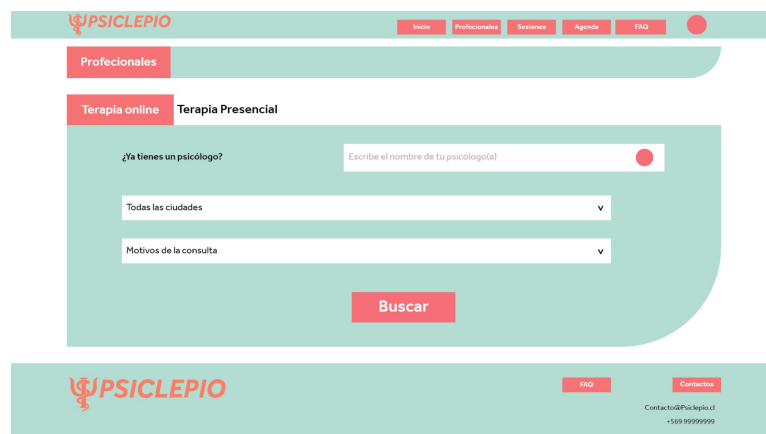 PSICLEPIO
Inicio
Profecionales
Sesiones
Agenda
FAQ
Profecionales
Terapia online
Terapia Presencial
¿Ya tienes un psicólogo?
Escribe el nombre de tu psicólogo(a)
Todas las ciudades
Motivos de la consulta
Buscar
PSICLEPIO
FAQ
Contactos
Contacto@Psiclepio.cl
+569 99999999